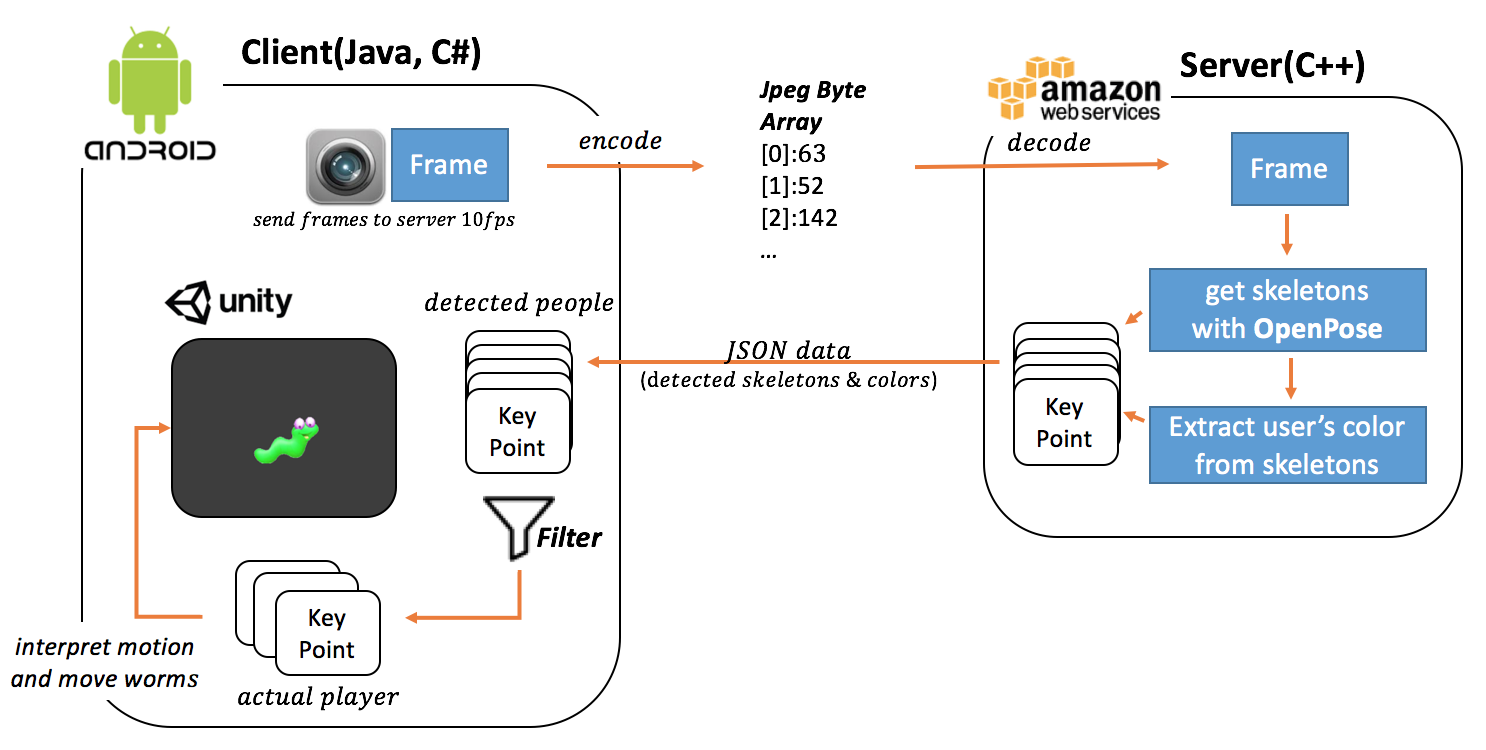 Client(Java, C#)
ANDROID
Frame
send frames to server 10fps
encode
Jpeg Byte
Array
[0]:63
[1]:52
[2]:142
...
decode
amazon
web services
Server(C++)
Frame
get skeletons
with OpenPose
Extract user's color
from skeletons
Key
Point
JSON data
(detected skeletons & colors)
detected people
Key
Point
Filter
Key
Point
actual player
interpret motion
and move worms
unity